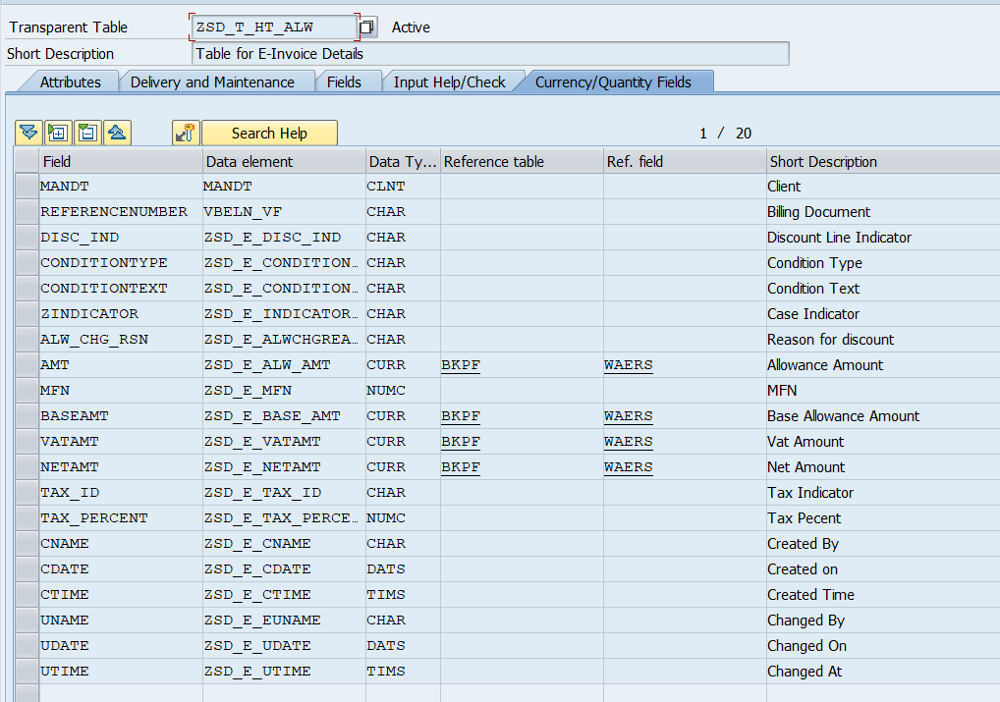 Transparent Table ZSD_T_HT_ALW Active
Short Description Table for E-Invoice Details
Attributes Delivery and Maintenance Fields Input Help/Check Currency/Quantity Fields
Search Help 1 / 20
Field Data element Data Ty... Reference table Ref. field Short Description
MANDT MANDT CLNT Client
REFERENCENUMBER VBELN_VF CHAR Billing Document
DISC_IND ZSD_E_DISC_IND CHAR Discount Line Indicator
CONDITIONTYPE ZSD_E_CONDITION… CHAR Condition Type
CONDITIONTEXT ZSD_E_CONDITION… CHAR Condition Text
ZINDICATOR ZSD_E_INDICATOR… CHAR Case Indicator
ALW_CHG_RSN ZSD_E_ALWCHGREA… CHAR Reason for discount
AMT ZSD_E_ALW_AMT CURR BKPF WAERS Allowance Amount
MFN ZSD_E_MFN NUMC MFN
BASEAMT ZSD_E_BASE_AMT CURR BKPF WAERS Base Allowance Amount
VATAMT ZSD_E_VATAMT CURR BKPF WAERS Vat Amount
NETAMT ZSD_E_NETAMT CURR BKPF WAERS Net Amount
TAX_ID ZSD_E_TAX_ID CHAR Tax Indicator
TAX_PERCENT ZSD_E_TAX_PERCE… NUMC Tax Pecent
CNAME ZSD_E_CNAME CHAR Created By
CDATE ZSD_E_CDATE DATS Created on
CTIME ZSD_E_CTIME TIMS Created Time
UNAME ZSD_E_EUNAME CHAR Changed By
UDATE ZSD_E_UDATE DATS Changed On
UTIME ZSD_E_UTIME TIMS Changed At